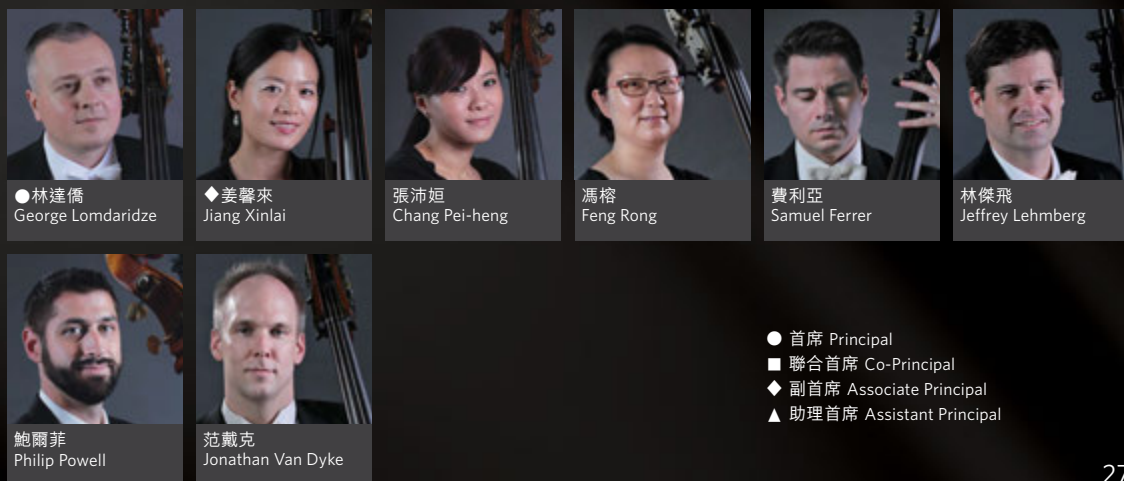 ●林達僑
George Lomdaridze
◆姜馨來
Jiang Xinlai
張沛姮
Chang Pei-heng
馮榕
Feng Rong
費利亞
Samuel Ferrer
林傑飛
Jeffrey Lehmberg
鮑爾菲
Philip Powell
范戴克
Jonathan Van Dyke
● 首席 Principal
■ 聯合首席 Co-Principal
◆ 副首席 Associate Principal
▲ 助理首席 Assistant Principal
27